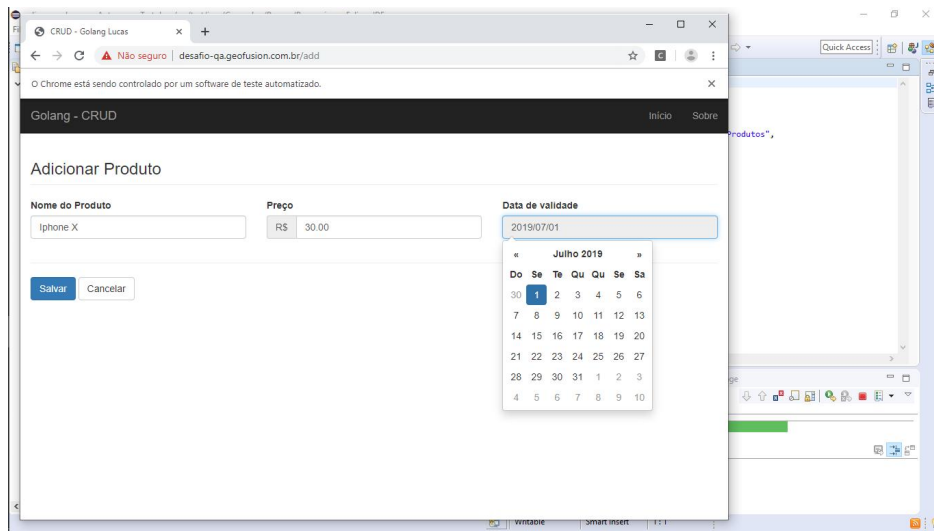 CRUD - Golang Lucas
Quick Access
Não seguro | desafio-qa.geofusion.com.br/add
O Chrome está sendo controlado por um software de teste automatizado.
Golang - CRUD
Início Sobre
Produtos",
Adicionar Produto
Nome do Produto Preço Data de validade
Iphone X R$ 30.00 2019/07/01
« Julho 2019 »
Do Se Te Qu Qu Se Sa
30 1 2 3 4 5 6
7 8 9 10 11 12 13
14 15 16 17 18 19 20
21 22 23 24 25 26 27
28 29 30 31 1 2 3
4 5 6 7 8 9 10
Salvar Cancelar
Writable Smart Insert 1 : 1